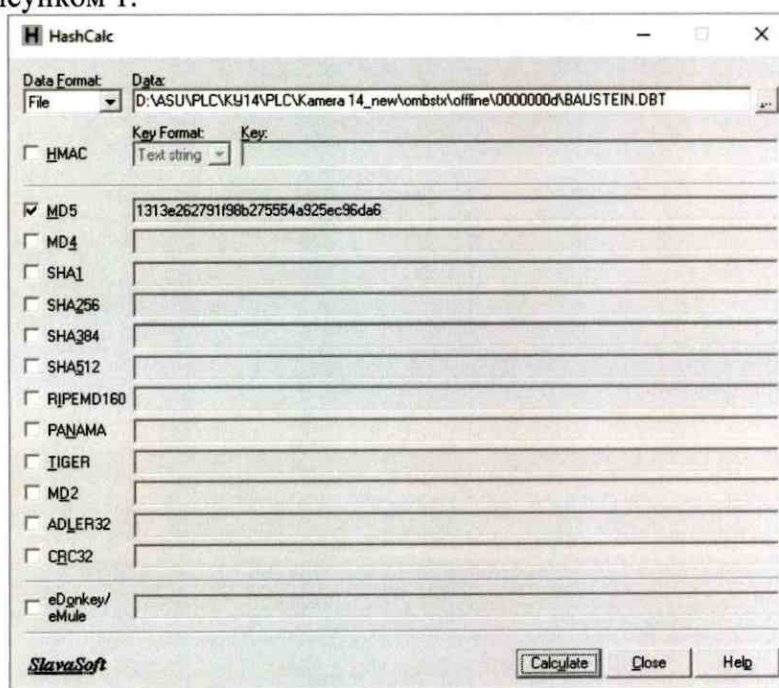 исунком 1.
HashCalc
Data Format: Data:
File D:\ASU\PLC\КУ14\PLC\Kamera 14_new\ombstx\offline\0000000d\BAUSTEIN.DBT ...
Key Format: Key:
HMAC Text string
MD5 1313e262791f98b275554a925ec96da6
MD4
SHA1
SHA256
SHA384
SHA512
RIPEMD160
PANAMA
TIGER
MD2
ADLER32
CRC32
eDonkey/
eMule
SlavaSoft Calculate Close Help